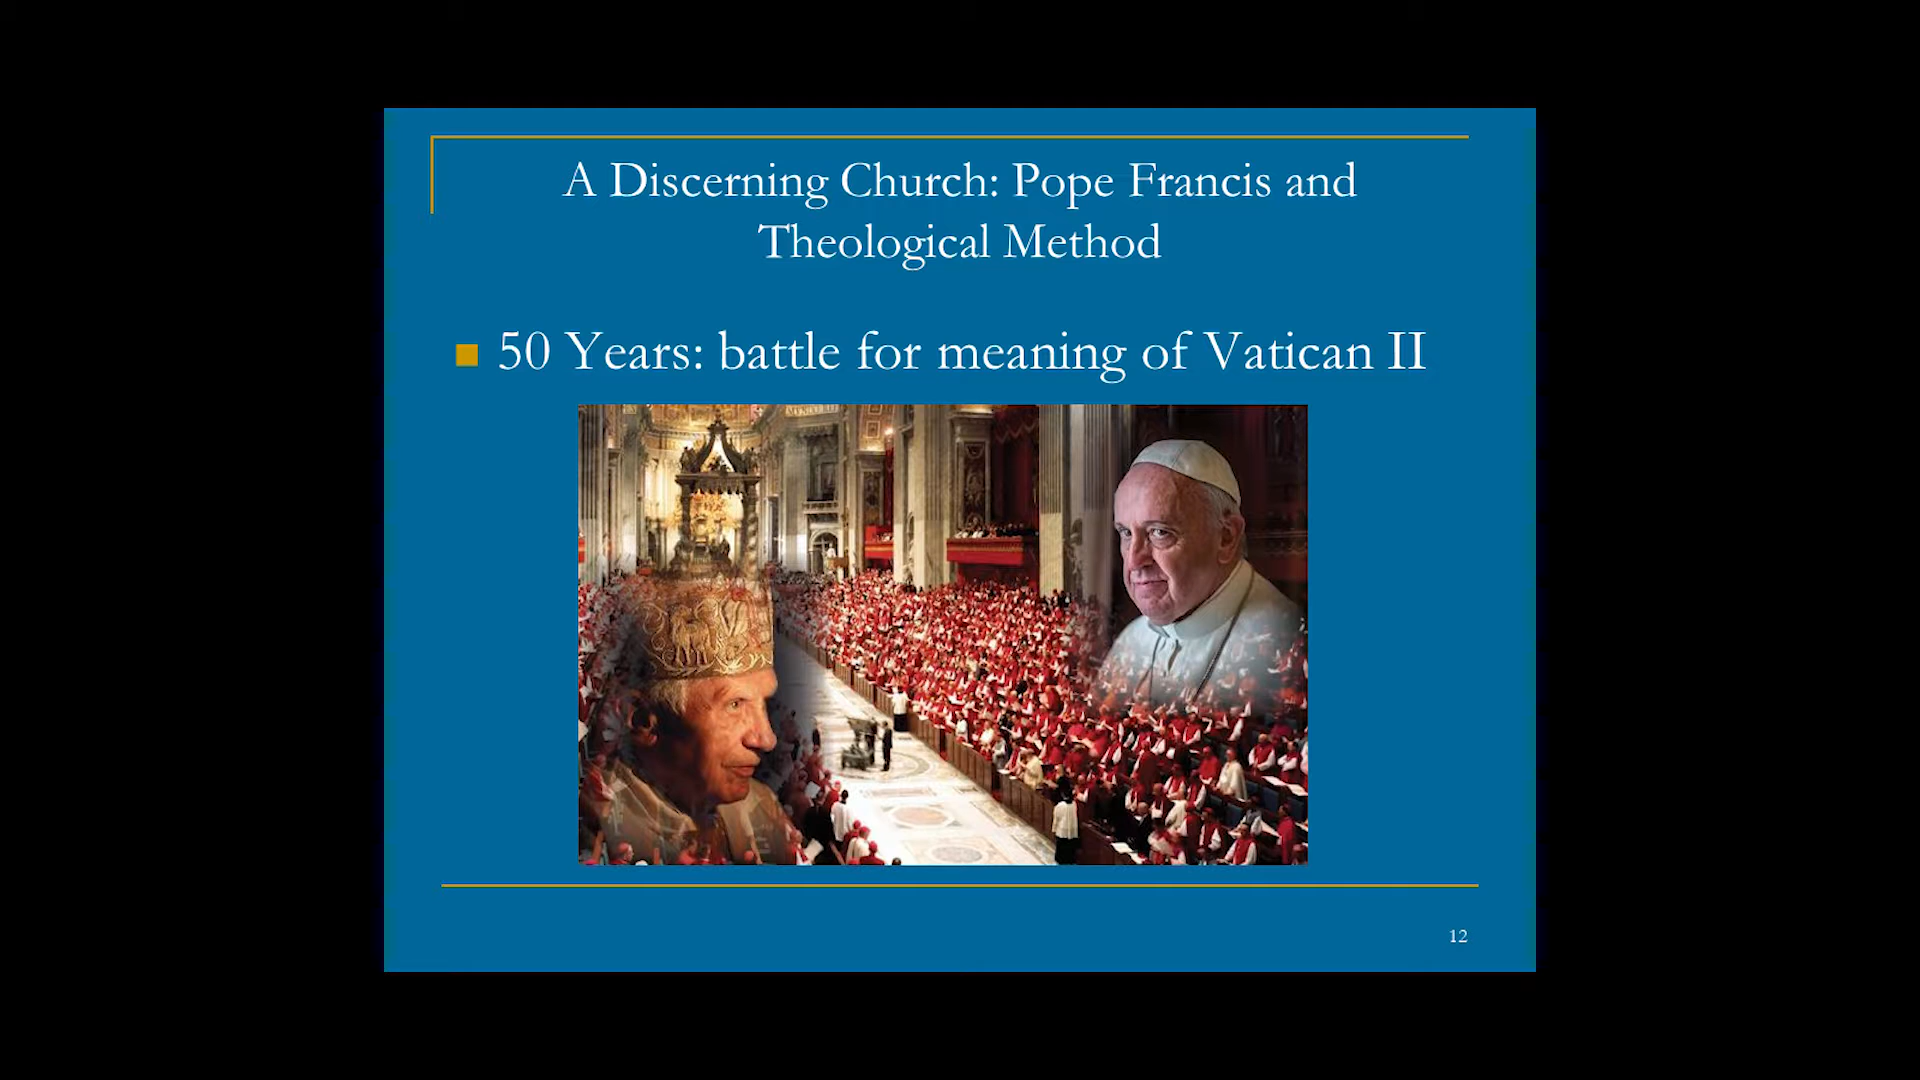 A Discerning Church: Pope Francis and
Theological Method
50 Years: battle for meaning of Vatican II
12